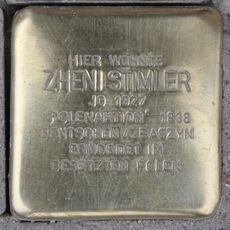 HIER WOHNTE
ZHENI STIMLER
JG. 1927
'POLENAKTION' 1938
BENTSCHEN/ZBASZYN
ERMORDET IM
BESETZTEN POLEN